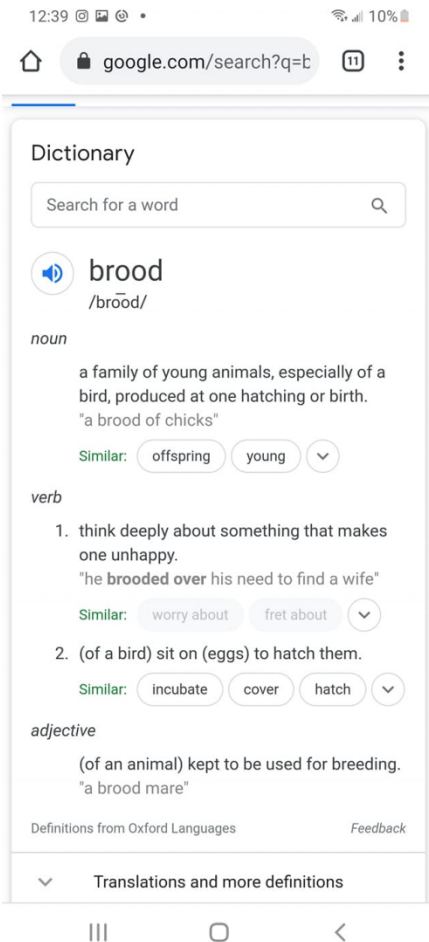 12:39 10%
google.com/search?q=b 11
Dictionary
Search for a word
brood
/bro͞od/
noun
a family of young animals, especially of a
bird, produced at one hatching or birth.
"a brood of chicks"
Similar: offspring young
verb
1. think deeply about something that makes
one unhappy.
"he brooded over his need to find a wife"
Similar: worry about fret about
2. (of a bird) sit on (eggs) to hatch them.
Similar: incubate cover hatch
adjective
(of an animal) kept to be used for breeding.
"a brood mare"
Definitions from Oxford Languages Feedback
Translations and more definitions